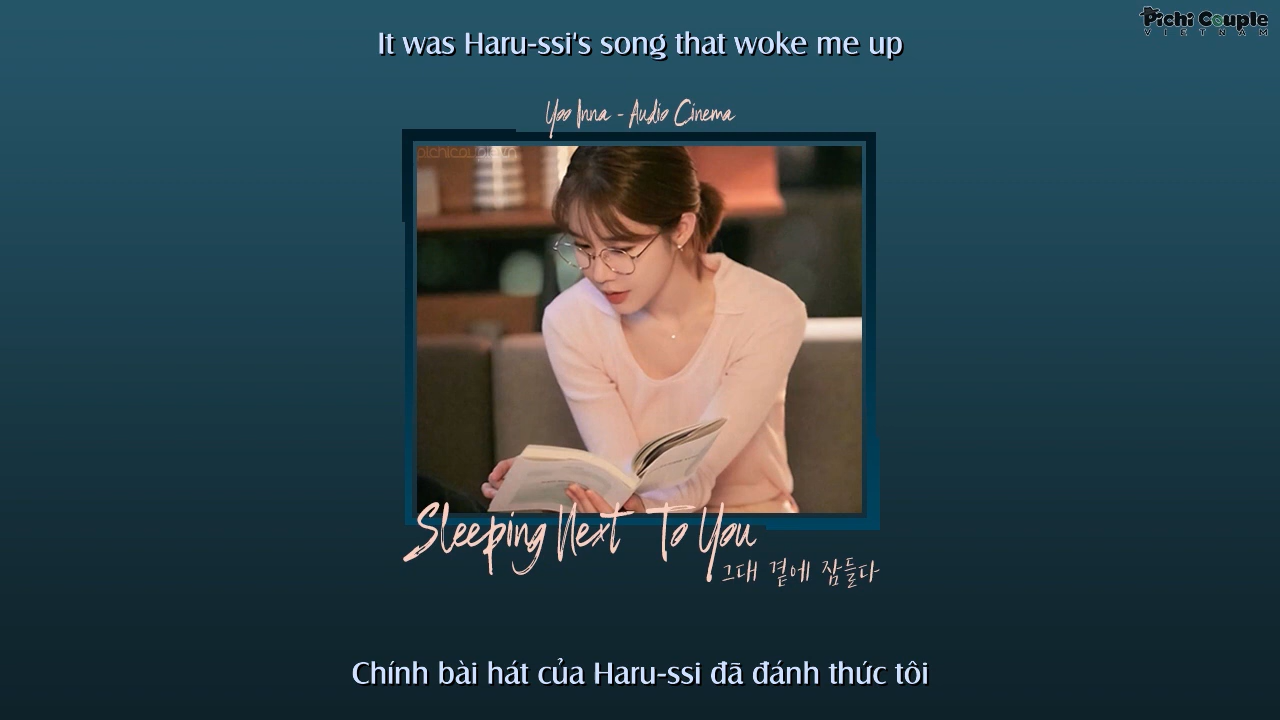 Pichi Couple
VIETNAM
It was Haru-ssi's song that woke me up
Yoo Inna - Audio Cinema
pichicouplevn
Sleeping Next To You
그대 곁에 잠들다
Chính bài hát của Haru-ssi đã đánh thức tôi